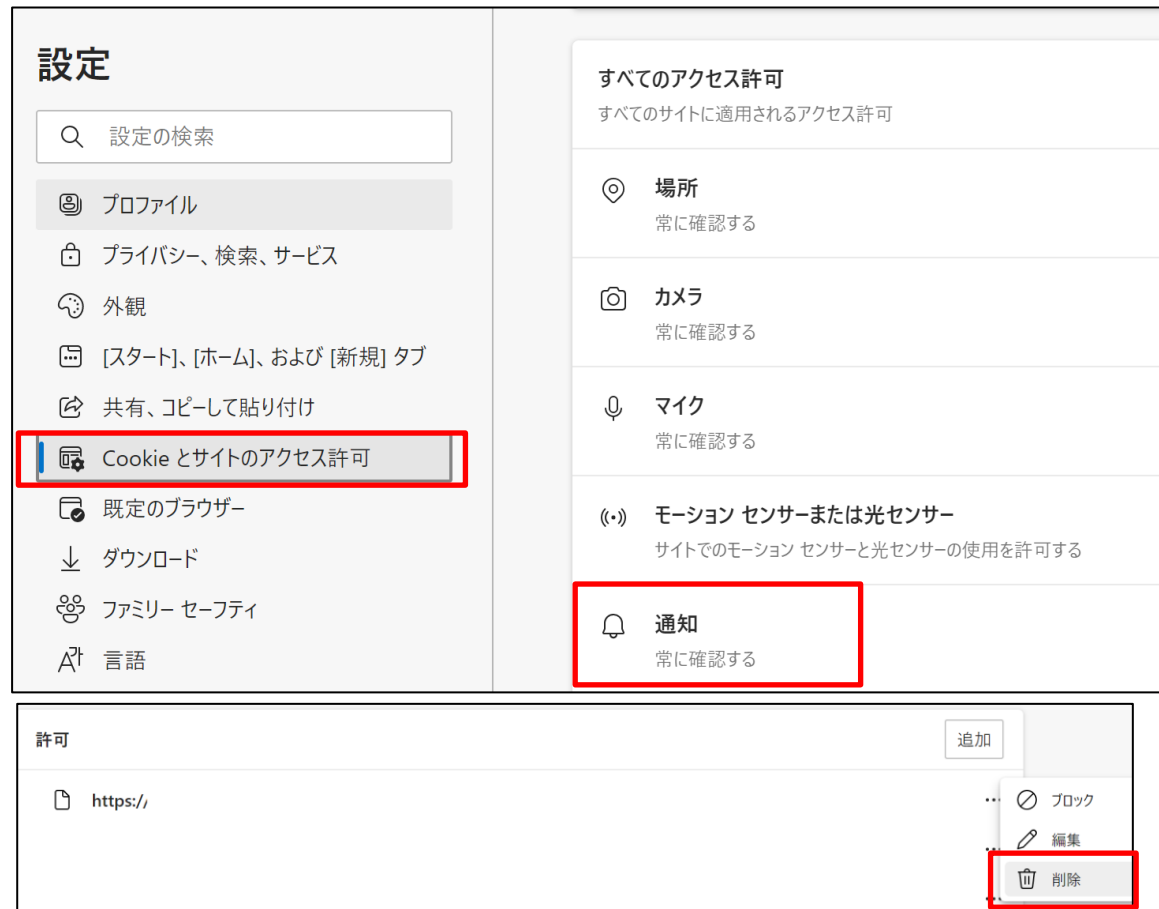 設定
設定の検索
プロファイル
プライバシー、検索、サービス
外観
[スタート]、[ホーム]、および [新規] タブ
共有、コピーして貼り付け
Cookie とサイトのアクセス許可
既定のブラウザー
ダウンロード
ファミリー セーフティ
言語
すべてのアクセス許可
すべてのサイトに適用されるアクセス許可
場所
常に確認する
カメラ
常に確認する
マイク
常に確認する
モーション センサーまたは光センサー
サイトでのモーション センサーと光センサーの使用を許可する
通知
常に確認する
許可
追加
https://
ブロック
編集
削除